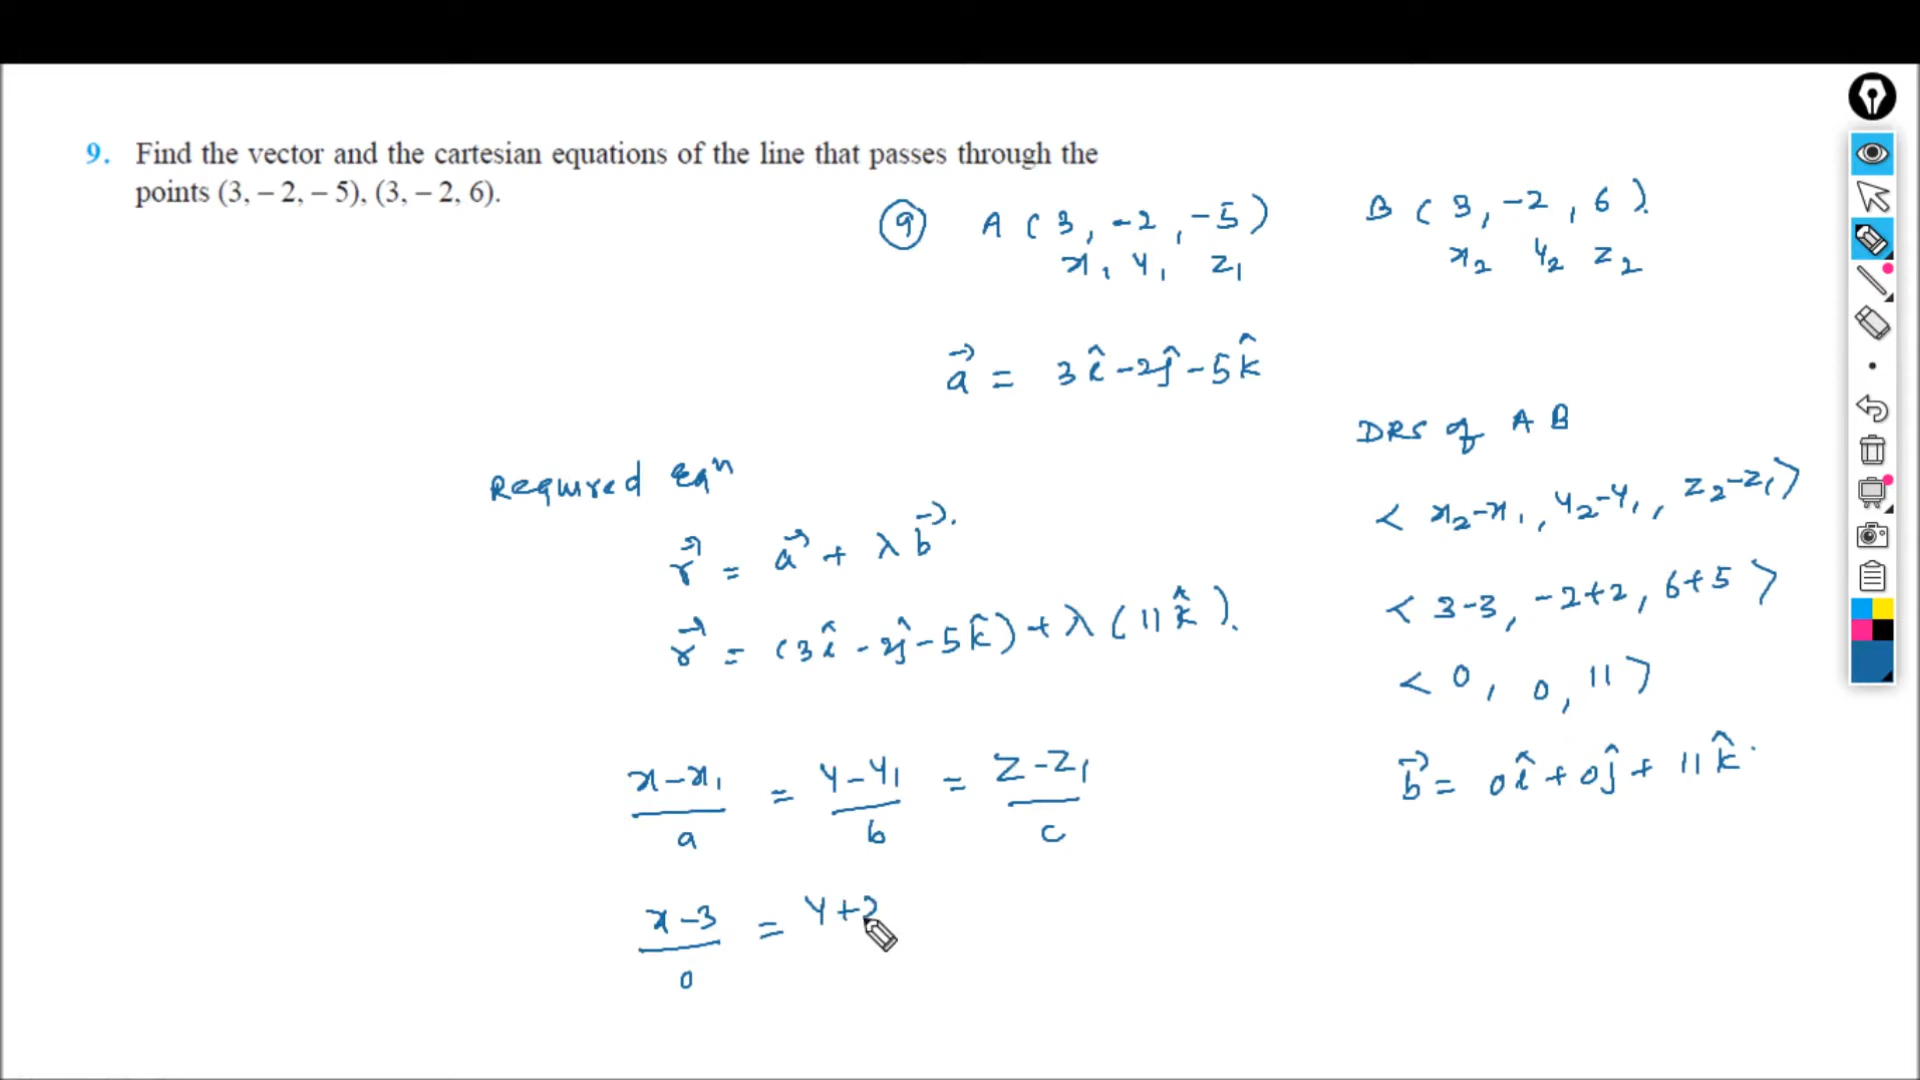 9. Find the vector and the cartesian equations of the line that passes through the
points (3, – 2, – 5), (3, – 2, 6).
9 A (3, -2, -5) B (3, -2, 6).
x₁ y₁ z₁ x₂ y₂ z₂
a⃗ = 3î - 2ĵ - 5k̂
DRS of AB
Required Eqⁿ
< x₂-x₁, y₂-y₁, z₂-z₁>
r⃗ = a⃗ + λ b⃗.
< 3-3, -2+2, 6+5 >
r⃗ = (3î - 2ĵ - 5k̂) + λ (11k̂).
< 0, 0, 11 >
b⃗ = 0î + 0ĵ + 11k̂.
x-x₁/a = y-y₁/b = z-z₁/c
x-3/0 = y+2